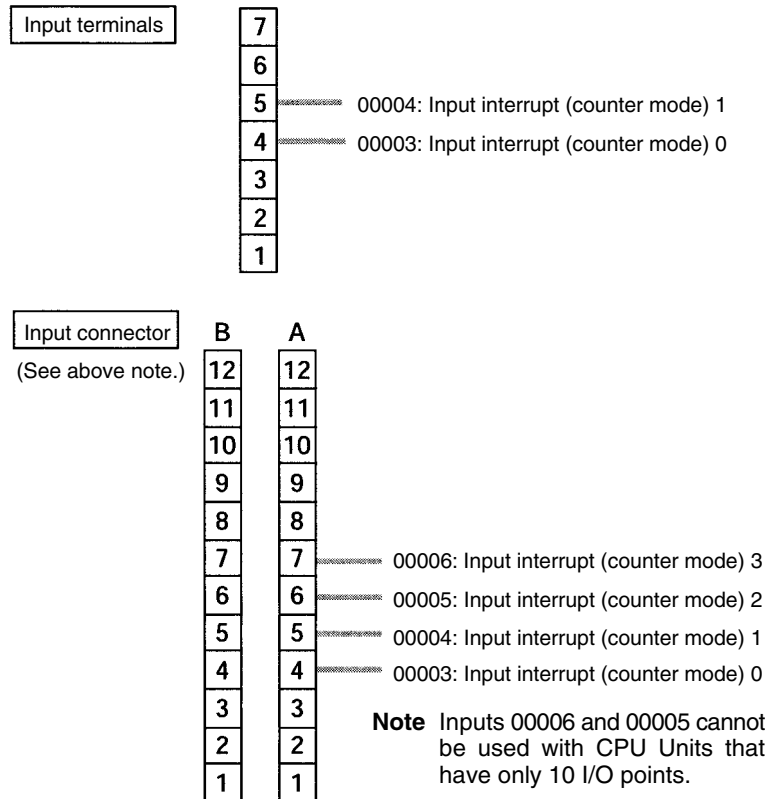 Input terminals
7
6
5 00004: Input interrupt (counter mode) 1
4 00003: Input interrupt (counter mode) 0
3
2
1
Input connector B A
(See above note.) 12 12
11 11
10 10
9 9
8 8
7 7 00006: Input interrupt (counter mode) 3
6 6 00005: Input interrupt (counter mode) 2
5 5 00004: Input interrupt (counter mode) 1
4 4 00003: Input interrupt (counter mode) 0
3 3
2 2
1 1
Note Inputs 00006 and 00005 cannot
be used with CPU Units that
have only 10 I/O points.